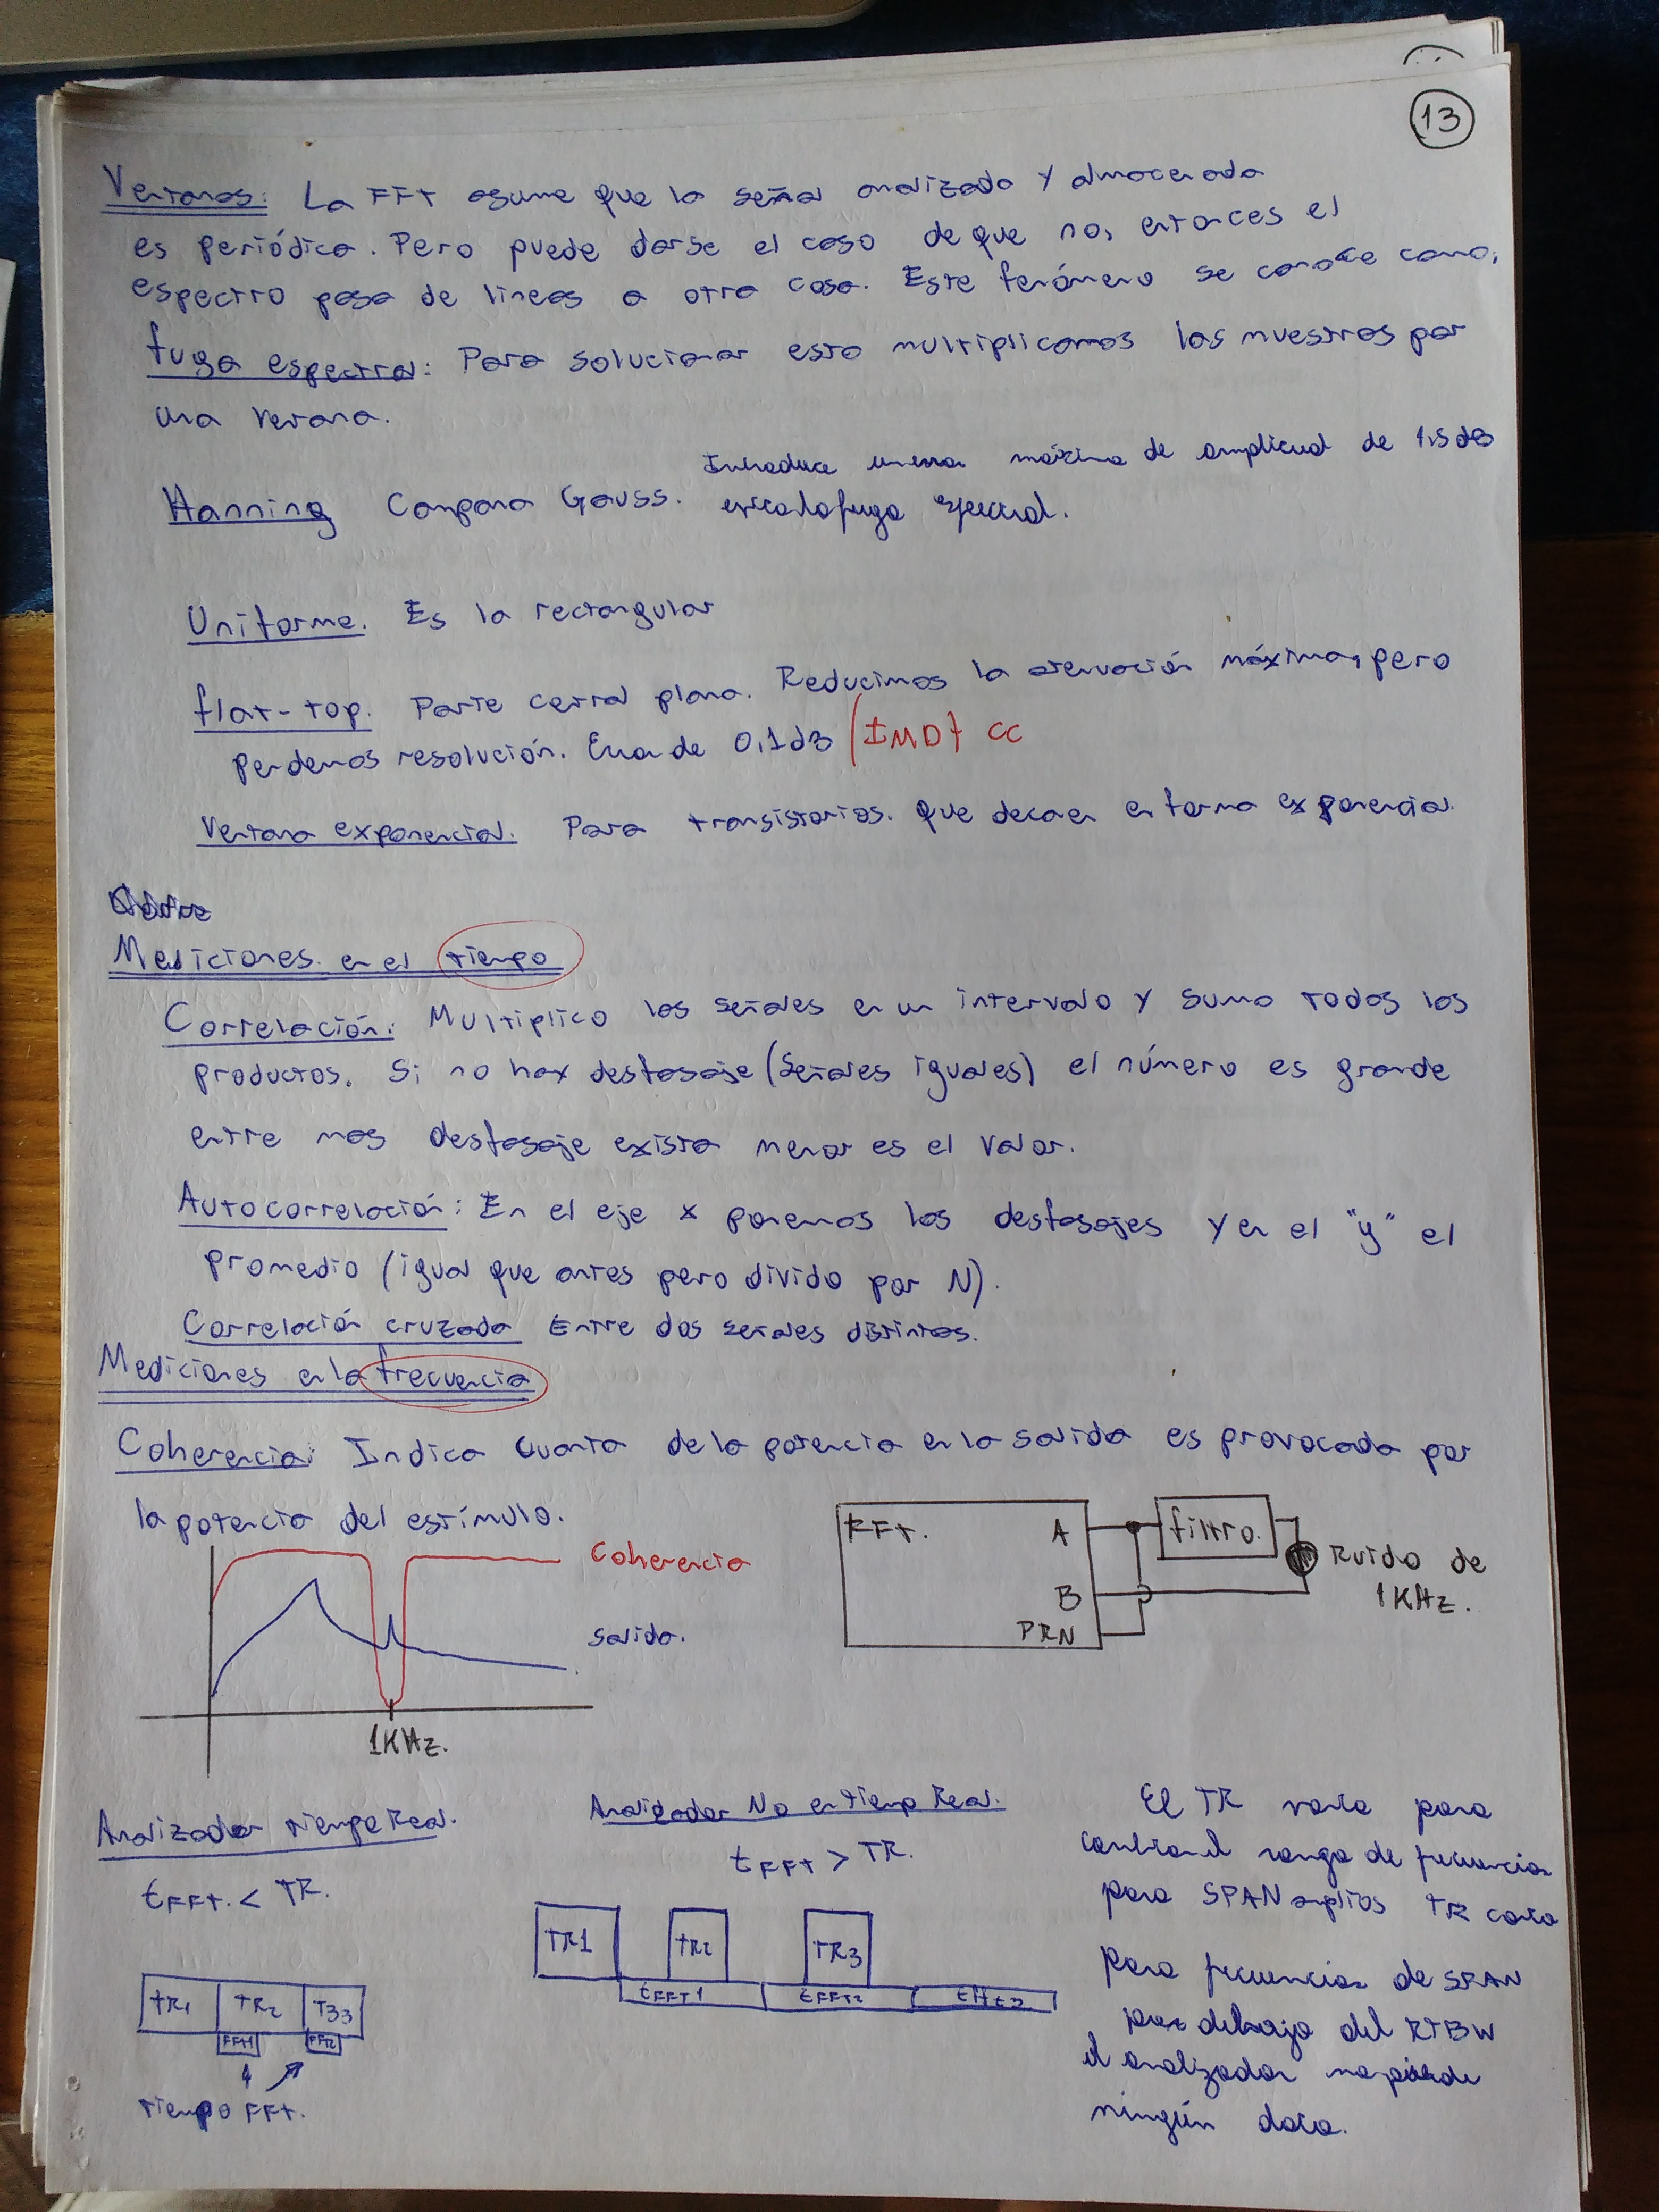 13
Ventanas: La FFT asume que la señal analizada y almacenada
es periódica. Pero puede darse el caso de que no, entonces el
espectro pasa de lineas a otra cosa. Este fenómeno se conoce como:
fuga espectral: Para solucionar esto multiplicamos las muestras por
una ventana.
Introduce un error máximo de amplitud de 1,5dB
Hanning Campana Gauss. evita la fuga espectral.
Uniforme. Es la rectangular
flat-top. Parte central plana. Reducimos la atenuación máxima, pero
perdemos resolución. Error de 0,1dB (IMD} CC
Ventana exponencial. Para transistorios. que decaen en forma exponencial.
Mediciones en el tiempo
Correlación: Multiplico las señales en un intervalo y sumo todos los
productos. Si no hay desfasaje (Señales iguales) el número es grande
entre mas desfasaje exista menor es el valor.
Autocorrelación: En el eje x ponemos los desfasajes y en el "y" el
promedio (igual que antes pero divido por N).
Correlación cruzada Entre dos señales distintas.
Mediciones en la frecuencia
Coherencia: Indica cuanta de la potencia en la salida es provocada por
la potencia del estímulo.
Coherencia
salida.
1KHz.
FFT.
A
B
PRN
filtro.
Ruido de
1KHz.
Analizador tiempo Real.
tFFT. < TR.
TR1 TR2 T33
FFT1 FFT2
tiempo FFT.
Analizador No en tiempo Real.
tFFT > TR.
TR1 TR2 TR3
tFFT1 tFFT2 tFFt3
El TR varia para
cambiar el rango de frecuencia
para SPAN amplios TR corto
para frecuencias de SPAN
por debajo del RTBW
el analizador no pierde
ningún dato.